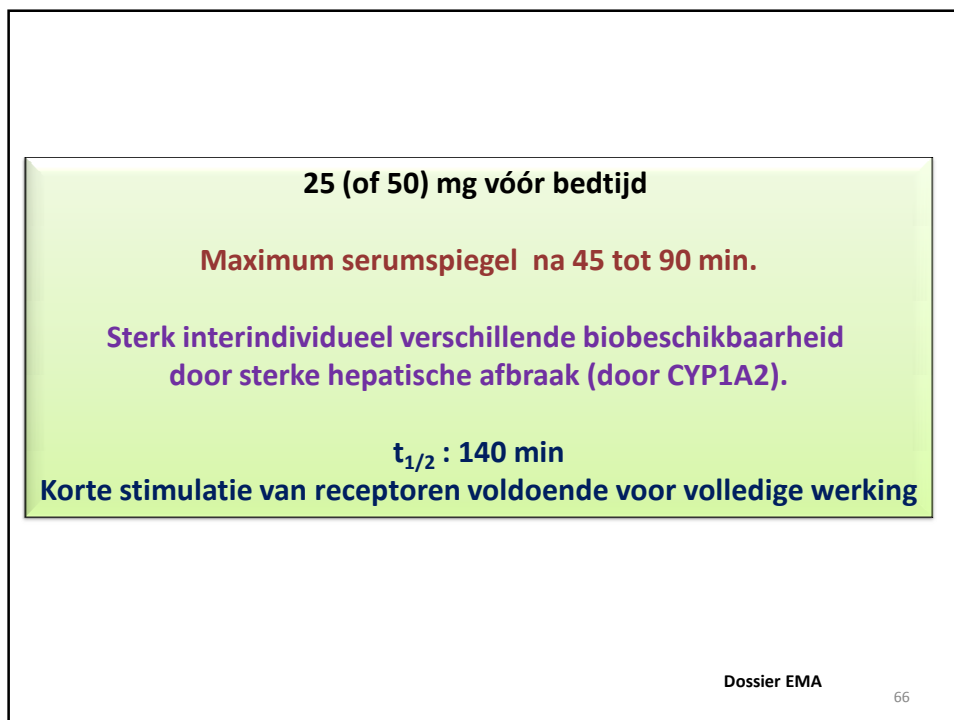 25 (of 50) mg vóór bedtijd
Maximum serumspiegel na 45 tot 90 min.
Sterk interindividueel verschillende biobeschikbaarheid
door sterke hepatische afbraak (door CYP1A2).
t1/2 : 140 min
Korte stimulatie van receptoren voldoende voor volledige werking
Dossier EMA
66